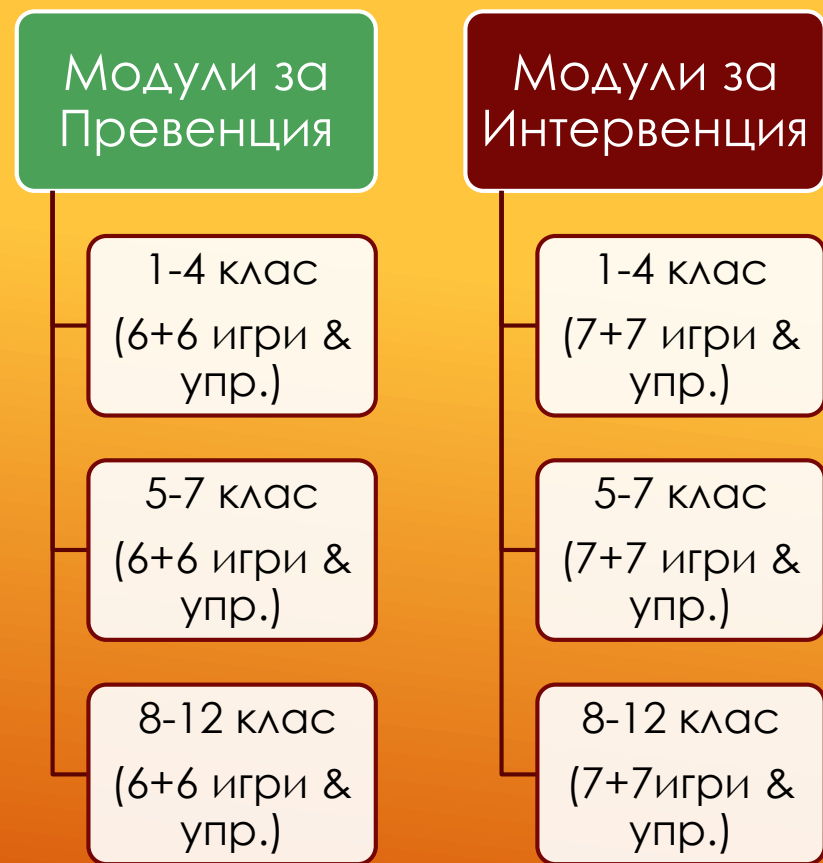 Модули за
Превенция
1-4 клас
(6+6 игри &
упр.)
5-7 клас
(6+6 игри &
упр.)
8-12 клас
(6+6 игри &
упр.)
Модули за
Интервенция
1-4 клас
(7+7 игри &
упр.)
5-7 клас
(7+7 игри &
упр.)
8-12 клас
(7+7игри &
упр.)